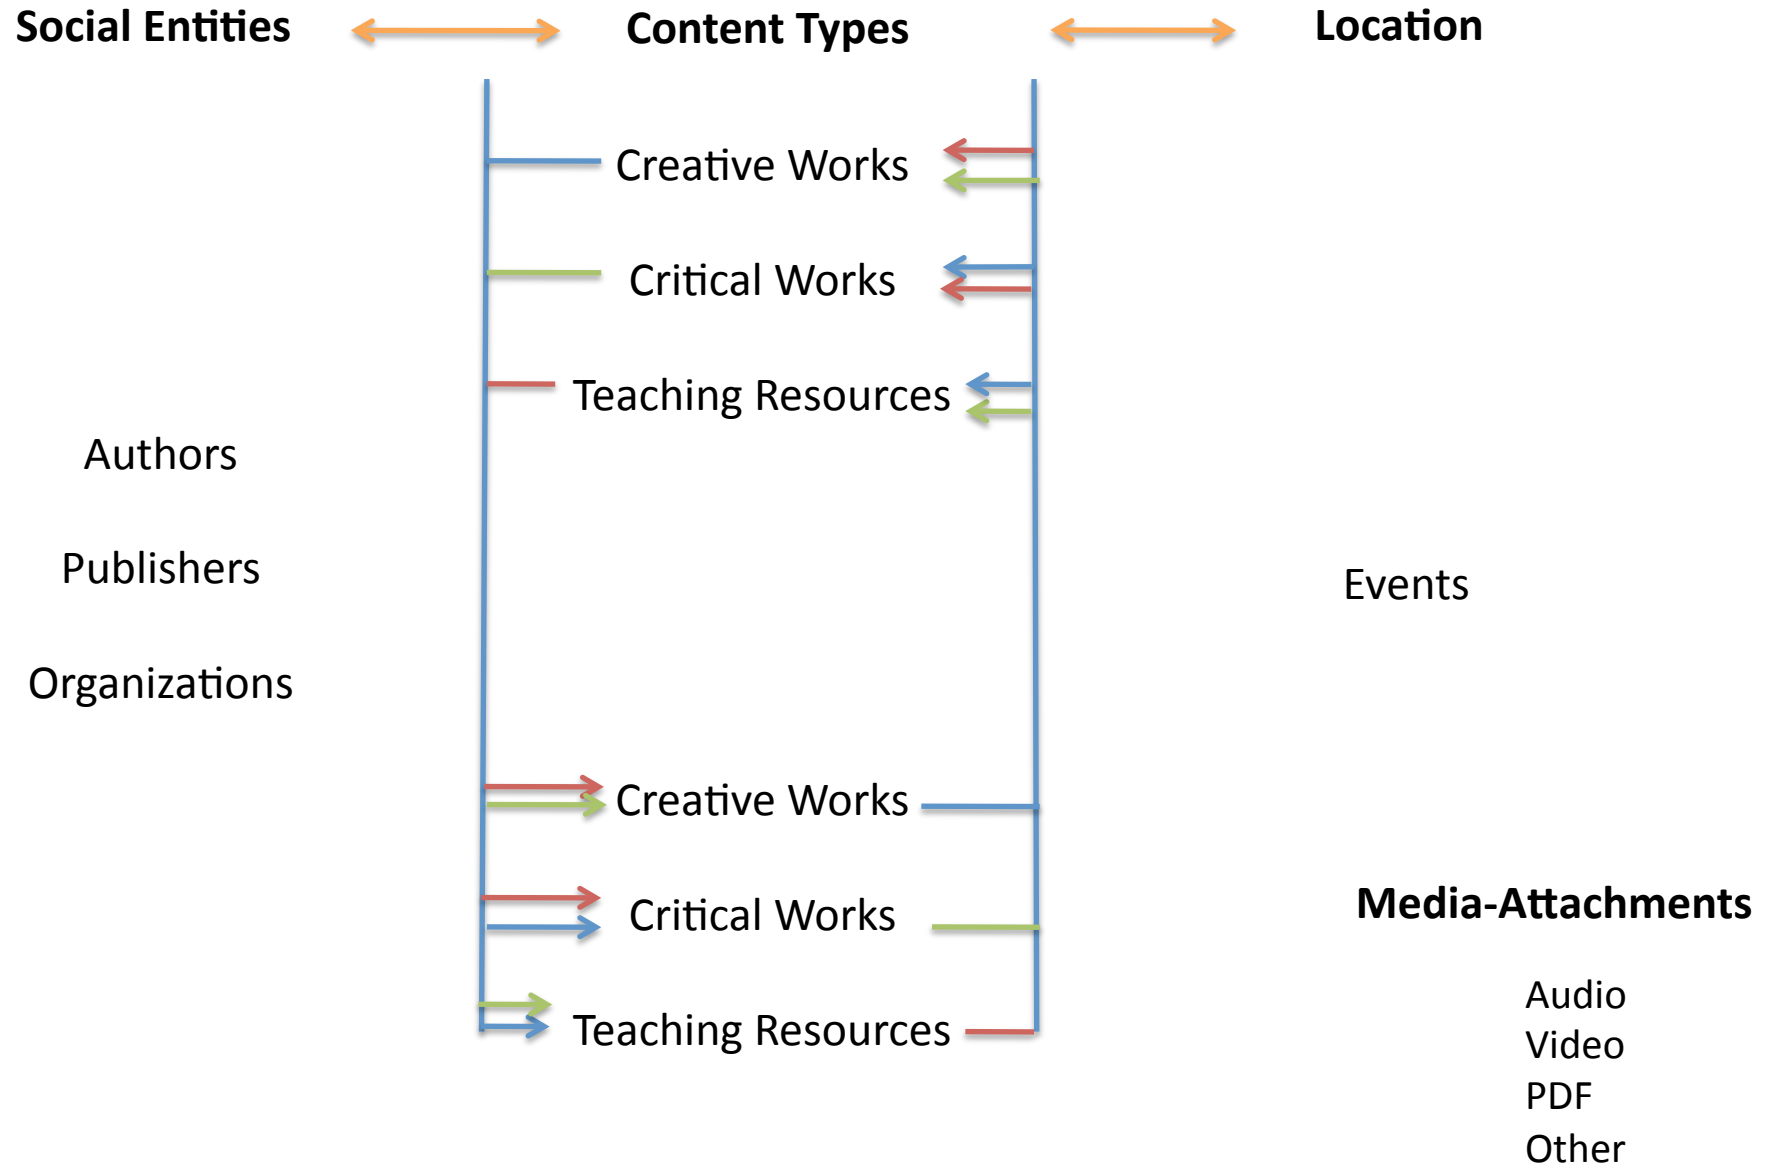 Social Entities
Content Types
Location
Creative Works
Critical Works
Teaching Resources
Authors
Publishers
Events
Organizations
Creative Works
Critical Works
Teaching Resources
Media-Attachments
Audio
Video
PDF
Other